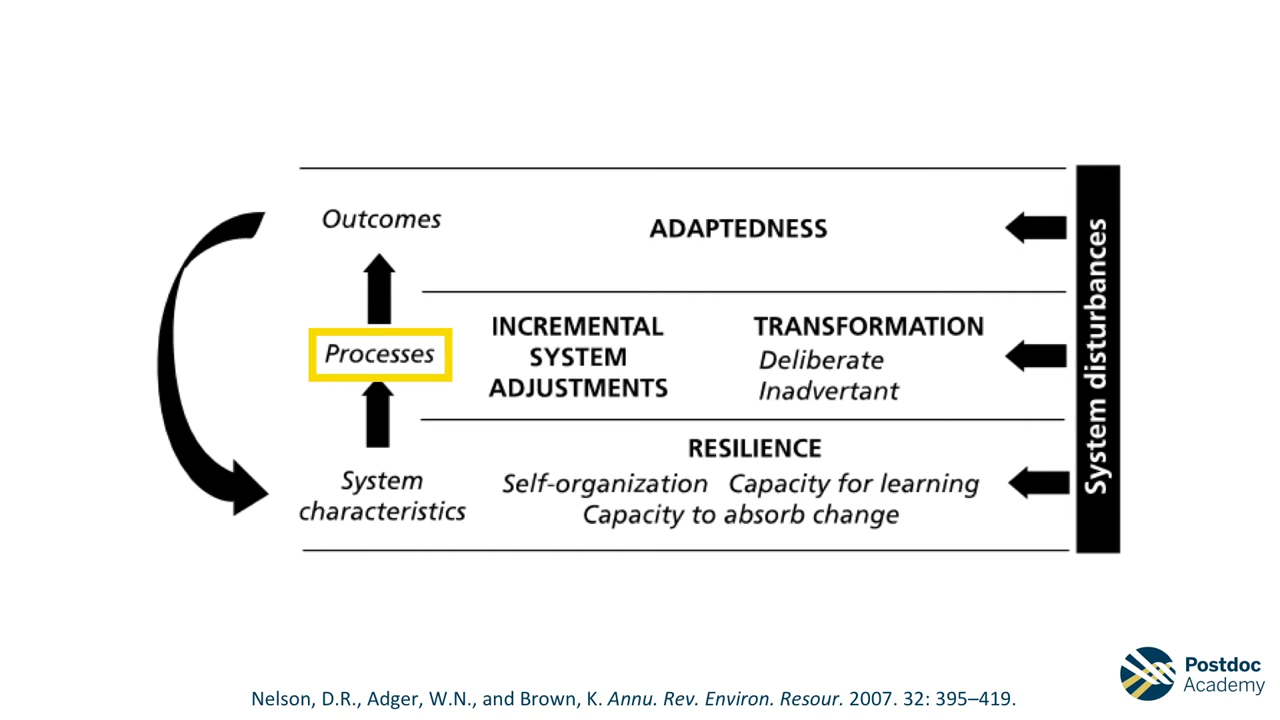 Outcomes
ADAPTEDNESS
Processes
INCREMENTAL
SYSTEM
ADJUSTMENTS
TRANSFORMATION
Deliberate
Inadvertant
System
characteristics
RESILIENCE
Self-organization Capacity for learning
Capacity to absorb change
System disturbances
Nelson, D.R., Adger, W.N., and Brown, K. Annu. Rev. Environ. Resour. 2007. 32: 395–419.
Postdoc
Academy